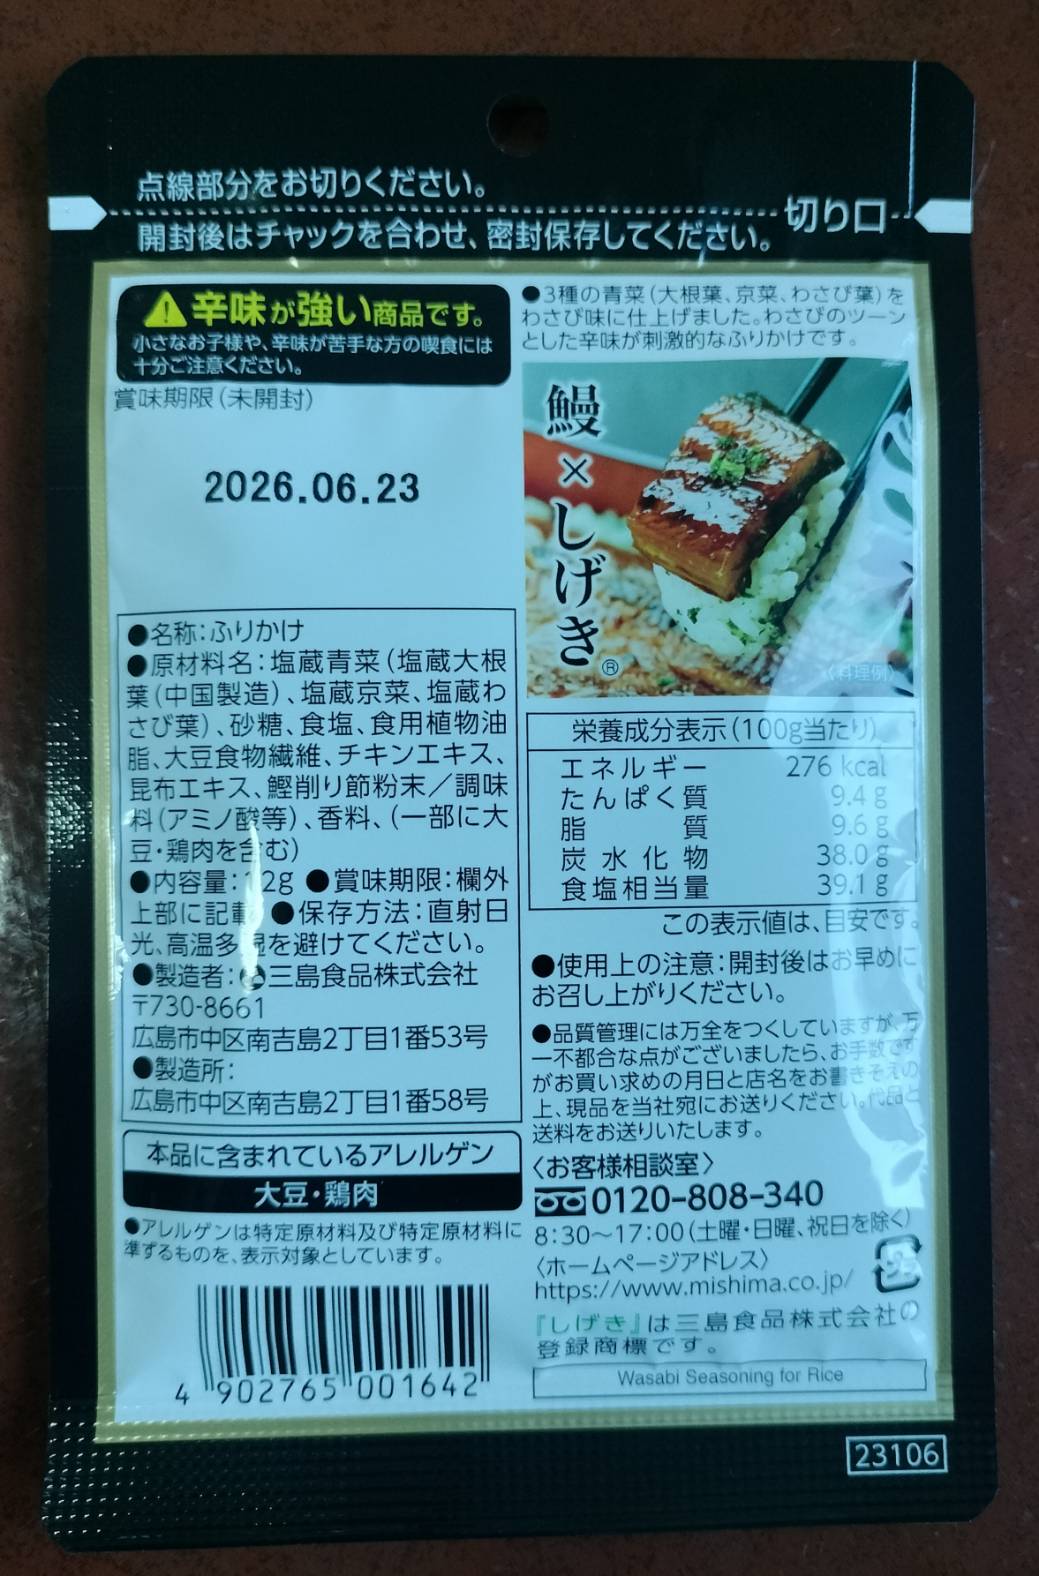 点線部分をお切りください。
切り口
開封後はチャックを合わせ、密封保存してください。
辛味が強い商品です。
小さなお子様や、辛味が苦手な方の喫食には
十分ご注意ください。
賞味期限(未開封)
2026.06.23
●名称:ふりかけ
●原材料名:塩蔵青菜(塩蔵大根
葉(中国製造)、塩蔵京菜、塩蔵わ
さび葉)、砂糖、食塩、食用植物油
脂、大豆食物繊維、チキンエキス、
昆布エキス、鰹削り節粉末/調味
料(アミノ酸等)、香料、(一部に大
豆・鶏肉を含む)
●内容量: 2g ●賞味期限:欄外
上部に記載 ●保存方法:直射日
光、高温多湿を避けてください。
●製造者: 三島食品株式会社
〒730-8661
広島市中区南吉島2丁目1番53号
●製造所:
広島市中区南吉島2丁目1番58号
本品に含まれているアレルゲン
大豆・鶏肉
●アレルゲンは特定原材料及び特定原材料に
準ずるものを、表示対象としています。
4 902765 001642
●3種の青菜(大根葉、京菜、わさび葉)を
わさび味に仕上げました。わさびのツーン
とした辛味が刺激的なふりかけです。
鰻×しげき®
〈料理例〉
栄養成分表示(100g当たり)
エネルギー 276 kcal
たんぱく質 9.4 g
脂質 9.6 g
炭水化物 38.0 g
食塩相当量 39.1 g
この表示値は、目安です。
●使用上の注意:開封後はお早めに
お召し上がりください。
●品質管理には万全をつくしていますが、万
一不都合な点がございましたら、お手数です
がお買い求めの月日と店名をお書きそえの
上、現品を当社宛にお送りください。代品と
送料をお送りいたします。
〈お客様相談室〉
0120-808-340
8:30〜17:00(土曜・日曜、祝日を除く)
〈ホームページアドレス〉
https://www.mishima.co.jp/
『しげき』は三島食品株式会社の
登録商標です。
Wasabi Seasoning for Rice
23106